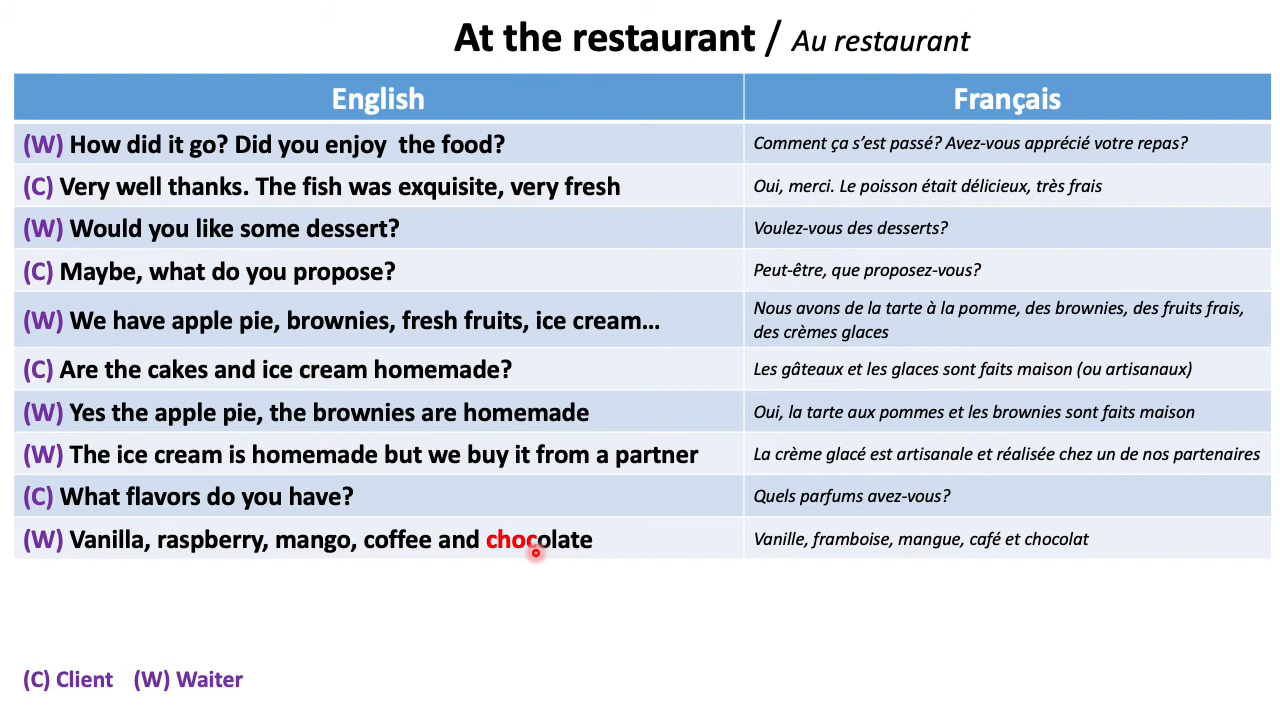 At the restaurant / Au restaurant
English Français
(W) How did it go? Did you enjoy  the food? Comment ça s’est passé? Avez-vous apprécié votre repas?
(C) Very well thanks. The fish was exquisite, very fresh Oui, merci. Le poisson était délicieux, très frais
(W) Would you like some dessert? Voulez-vous des desserts?
(C) Maybe, what do you propose? Peut-être, que proposez-vous?
(W) We have apple pie, brownies, fresh fruits, ice cream… Nous avons de la tarte à la pomme, des brownies, des fruits frais,
des crèmes glaces
(C) Are the cakes and ice cream homemade? Les gâteaux et les glaces sont faits maison (ou artisanaux)
(W) Yes the apple pie, the brownies are homemade Oui, la tarte aux pommes et les brownies sont faits maison
(W) The ice cream is homemade but we buy it from a partner La crème glacé est artisanale et réalisée chez un de nos partenaires
(C) What flavors do you have? Quels parfums avez-vous?
(W) Vanilla, raspberry, mango, coffee and chocolate Vanille, framboise, mangue, café et chocolat
(C) Client (W) Waiter